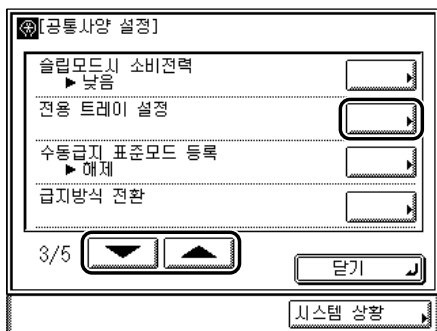 [공통사양 설정]
슬립모드시 소비전력
▶ 낮음
전용 트레이 설정
수동급지 표준모드 등록
▶ 해제
급지방식 전환
3/5
닫기
시스템 상황